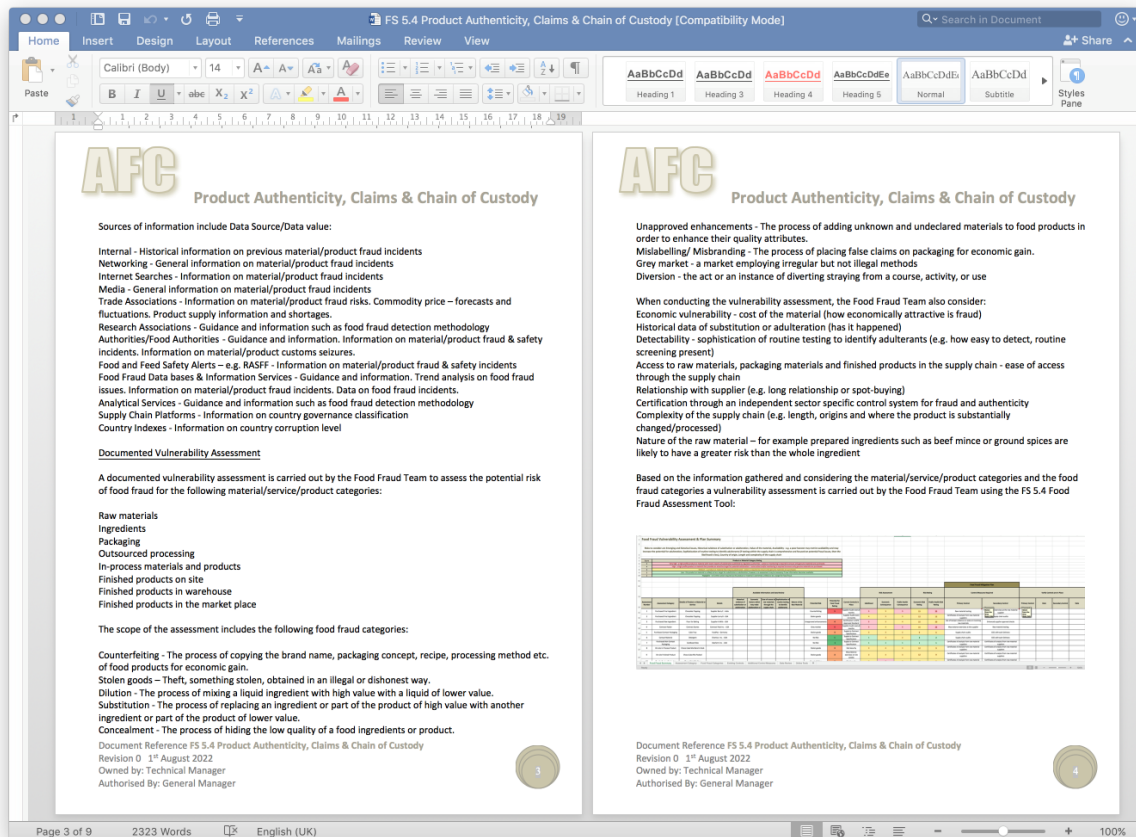 FS 5.4 Product Authenticity, Claims & Chain of Custody [Compatibility Mode]
Search in Document
Home Insert Design Layout References Mailings Review View
Share
Paste
Calibri (Body) 14
AaBbCcDd AaBbCcDd AaBbCcDd AaBbCcDdEe AaBbCcDdEe AaBbCcDd
Heading 1 Heading 3 Heading 4 Heading 5 Normal Subtitle
Styles
Pane
1 1 2 3 4 5 6 7 8 9 10 11 12 13 14 15 16 17 18 19
AFC
Product Authenticity, Claims & Chain of Custody
Sources of information include Data Source/Data value:
Internal - Historical information on previous material/product fraud incidents
Networking - General information on material/product fraud incidents
Internet Searches - Information on material/product fraud incidents
Media - General information on material/product fraud incidents
Trade Associations - Information on material/product fraud risks. Commodity price – forecasts and
fluctuations. Product supply information and shortages.
Research Associations - Guidance and information such as food fraud detection methodology
Authorities/Food Authorities - Guidance and information. Information on material/product fraud & safety
incidents. Information on material/product customs seizures.
Food and Feed Safety Alerts – e.g. RASFF - Information on material/product fraud & safety incidents
Food Fraud Data bases & Information Services - Guidance and information. Trend analysis on food fraud
issues. Information on material/product fraud incidents. Data on food fraud incidents.
Analytical Services - Guidance and information such as food fraud detection methodology
Supply Chain Platforms - Information on country governance classification
Country Indexes - Information on country corruption level
Documented Vulnerability Assessment
A documented vulnerability assessment is carried out by the Food Fraud Team to assess the potential risk
of food fraud for the following material/service/product categories:
Raw materials
Ingredients
Packaging
Outsourced processing
In-process materials and products
Finished products on site
Finished products in warehouse
Finished products in the market place
The scope of the assessment includes the following food fraud categories:
Counterfeiting - The process of copying the brand name, packaging concept, recipe, processing method etc.
of food products for economic gain.
Stolen goods – Theft, something stolen, obtained in an illegal or dishonest way.
Dilution - The process of mixing a liquid ingredient with high value with a liquid of lower value.
Substitution - The process of replacing an ingredient or part of the product of high value with another
ingredient or part of the product of lower value.
Concealment - The process of hiding the low quality of a food ingredients or product.
Document Reference FS 5.4 Product Authenticity, Claims & Chain of Custody
Revision 0 1st August 2022
Owned by: Technical Manager
Authorised By: General Manager
3
AFC
Product Authenticity, Claims & Chain of Custody
Unapproved enhancements - The process of adding unknown and undeclared materials to food products in
order to enhance their quality attributes.
Mislabelling/ Misbranding - The process of placing false claims on packaging for economic gain.
Grey market - a market employing irregular but not illegal methods
Diversion - the act or an instance of diverting straying from a course, activity, or use
When conducting the vulnerability assessment, the Food Fraud Team also consider:
Economic vulnerability - cost of the material (how economically attractive is fraud)
Historical data of substitution or adulteration (has it happened)
Detectability - sophistication of routine testing to identify adulterants (e.g. how easy to detect, routine
screening present)
Access to raw materials, packaging materials and finished products in the supply chain - ease of access
through the supply chain
Relationship with supplier (e.g. long relationship or spot-buying)
Certification through an independent sector specific control system for fraud and authenticity
Complexity of the supply chain (e.g. length, origins and where the product is substantially
changed/processed)
Nature of the raw material – for example prepared ingredients such as beef mince or ground spices are
likely to have a greater risk than the whole ingredient
Based on the information gathered and considering the material/service/product categories and the food
fraud categories a vulnerability assessment is carried out by the Food Fraud Team using the FS 5.4 Food
Fraud Assessment Tool:
Document Reference FS 5.4 Product Authenticity, Claims & Chain of Custody
Revision 0 1st August 2022
Owned by: Technical Manager
Authorised By: General Manager
4
Page 3 of 9 2323 Words English (UK) 100%